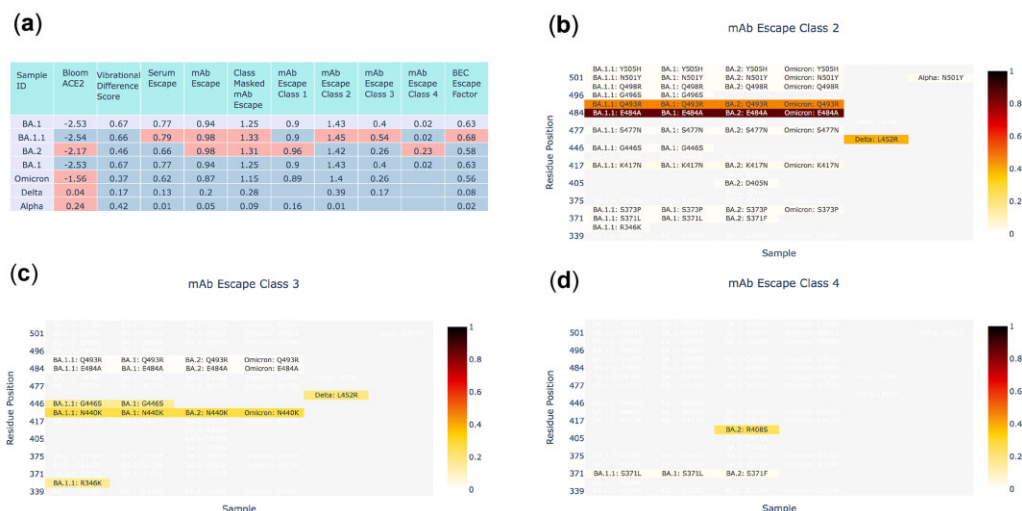 (a)
Sample ID Bloom ACE2 Vibrational Difference Score Serum Escape mAb Escape Class Masked mAb Escape mAb Escape Class 1 mAb Escape Class 2 mAb Escape Class 3 mAb Escape Class 4 BEC Escape Factor
BA.1 -2.53 0.67 0.77 0.94 1.25 0.9 1.43 0.4 0.02 0.63
BA.1.1 -2.54 0.66 0.79 0.98 1.33 0.9 1.45 0.54 0.02 0.68
BA.2 -2.17 0.46 0.66 0.98 1.31 0.96 1.32 0.26 0.23 0.58
BA.1 -2.53 0.67 0.77 0.94 1.25 0.9 1.43 0.4 0.02 0.63
Omicron -1.56 0.37 0.62 0.87 1.15 0.89 1.4 0.26 0.56
Delta 0.04 0.17 0.13 0.2 0.28 0.39 0.17 0.08
Alpha 0.24 0.42 0.01 0.05 0.09 0.16 0.01 0.02
(b)
mAb Escape Class 2
BA.1.1: Y505H BA.1: Y505H BA.2: Y505H Omicron: Y505H
501 BA.1.1: N501Y BA.1: N501Y BA.2: N501Y Omicron: N501Y Alpha: N501Y
BA.1.1: Q498R BA.1: Q498R BA.2: Q498R Omicron: Q498R
496 BA.1.1: G496S BA.1: G496S
BA.1.1: Q493R BA.1: Q493R BA.2: Q493R Omicron: Q493R
484 BA.1.1: E484A BA.1: E484A BA.2: E484A Omicron: E484A
477 BA.1.1: S477N BA.1: S477N BA.2: S477N Omicron: S477N
Delta: L452R
446 BA.1.1: G446S BA.1: G446S
417 BA.1.1: K417N BA.1: K417N BA.2: K417N Omicron: K417N
405 BA.2: D405N
375
BA.1.1: S373P BA.1: S373P BA.2: S373P Omicron: S373P
371 BA.1.1: S371L BA.1: S371L BA.2: S371F
BA.1.1: R346K
339
Residue Position
Sample
1
0.8
0.6
0.4
0.2
0
(c)
mAb Escape Class 3
501
496
BA.1.1: Q493R BA.1: Q493R BA.2: Q493R Omicron: Q493R
484 BA.1.1: E484A BA.1: E484A BA.2: E484A Omicron: E484A
477
Delta: L452R
446 BA.1.1: G446S BA.1: G446S
BA.1.1: N440K BA.1: N440K BA.2: N440K Omicron: N440K
417
405
375
371
BA.1.1: R346K
339
Residue Position
Sample
1
0.8
0.6
0.4
0.2
0
(d)
mAb Escape Class 4
501
496
484
477
446
417
BA.2: R408S
405
375
371 BA.1.1: S371L BA.1: S371L BA.2: S371F
339
Residue Position
Sample
1
0.8
0.6
0.4
0.2
0